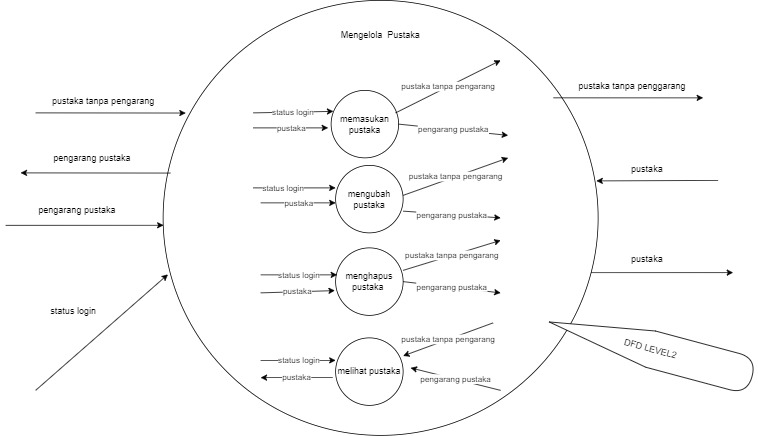 Mengelola Pustaka
pustaka tanpa pengarang
pengarang pustaka
pengarang pustaka
status login
status login
pustaka
memasukan
pustaka
pustaka tanpa pengarang
pengarang pustaka
status login
pustaka
mengubah
pustaka
pustaka tanpa pengarang
pengarang pustaka
status login
pustaka
menghapus
pustaka
pustaka tanpa pengarang
pengarang pustaka
status login
pustaka
melihat pustaka
pustaka tanpa pengarang
pengarang pustaka
pustaka tanpa penggarang
pustaka
pustaka
DFD LEVEL2